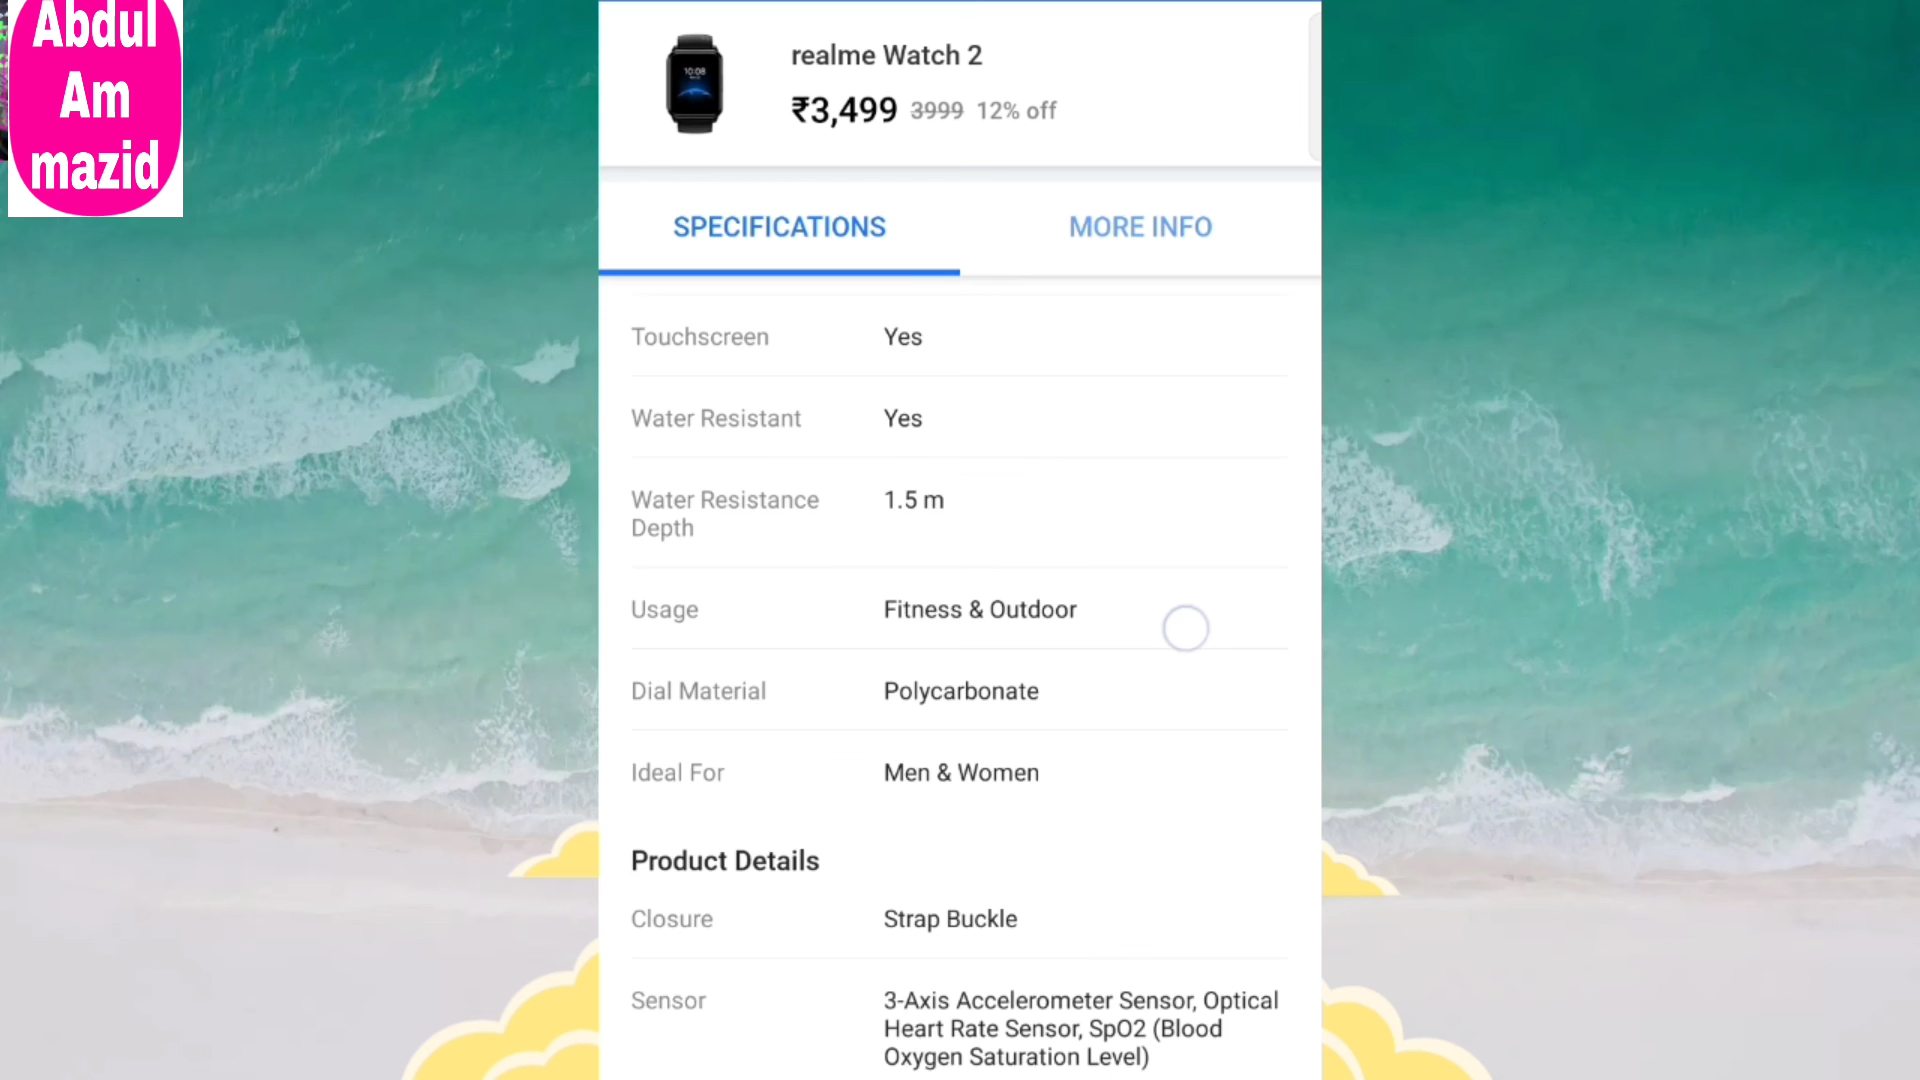 Abdul
Am
mazid
10:08
realme Watch 2
₹3,499 3999 12% off
SPECIFICATIONS
MORE INFO
Touchscreen
Yes
Water Resistant
Yes
Water Resistance
Depth
1.5 m
Usage
Fitness & Outdoor
Dial Material
Polycarbonate
Ideal For
Men & Women
Product Details
Closure
Strap Buckle
Sensor
3-Axis Accelerometer Sensor, Optical
Heart Rate Sensor, SpO2 (Blood
Oxygen Saturation Level)